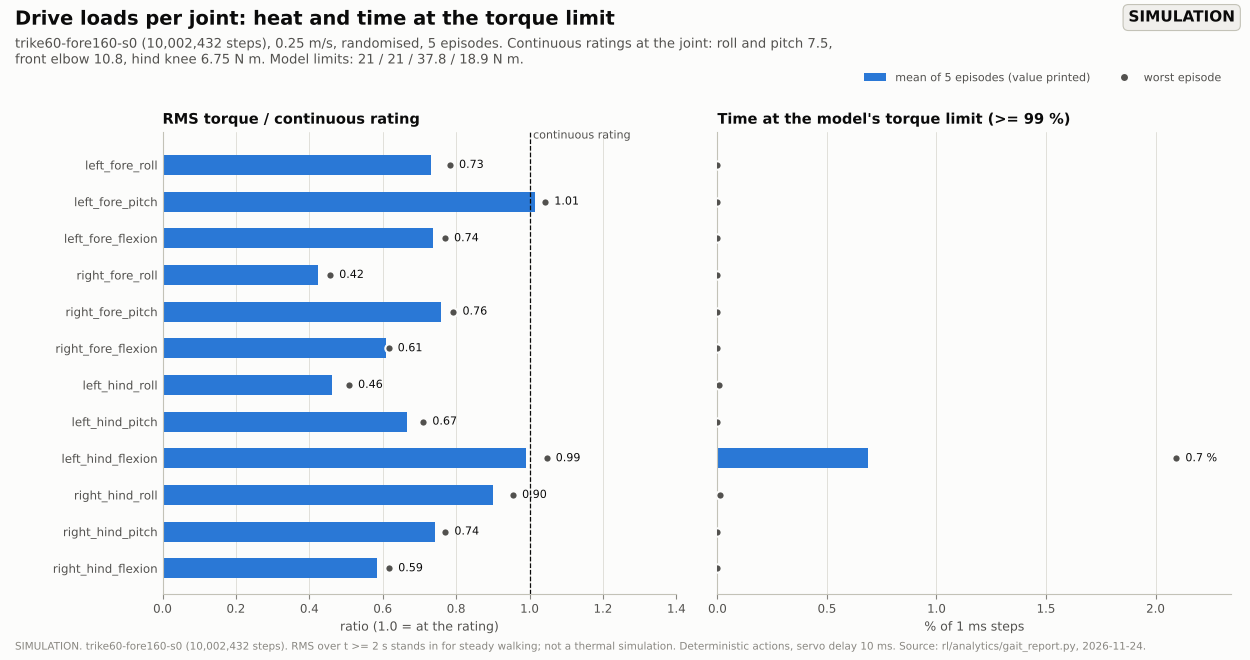 Drive loads per joint: heat and time at the torque limit
SIMULATION
trike60-fore160-s0 (10,002,432 steps), 0.25 m/s, randomised, 5 episodes. Continuous ratings at the joint: roll and pitch 7.5,
front elbow 10.8, hind knee 6.75 N m. Model limits: 21 / 21 / 37.8 / 18.9 N m.
mean of 5 episodes (value printed)
worst episode
RMS torque / continuous rating
continuous rating
left_fore_roll
0.73
left_fore_pitch
1.01
left_fore_flexion
0.74
right_fore_roll
0.42
right_fore_pitch
0.76
right_fore_flexion
0.61
left_hind_roll
0.46
left_hind_pitch
0.67
left_hind_flexion
0.99
right_hind_roll
0.90
right_hind_pitch
0.74
right_hind_flexion
0.59
0.0 0.2 0.4 0.6 0.8 1.0 1.2 1.4
ratio (1.0 = at the rating)
Time at the model's torque limit (>= 99 %)
0.7 %
0.0 0.5 1.0 1.5 2.0
% of 1 ms steps
SIMULATION. trike60-fore160-s0 (10,002,432 steps). RMS over t >= 2 s stands in for steady walking; not a thermal simulation. Deterministic actions, servo delay 10 ms. Source: rl/analytics/gait_report.py, 2026-11-24.